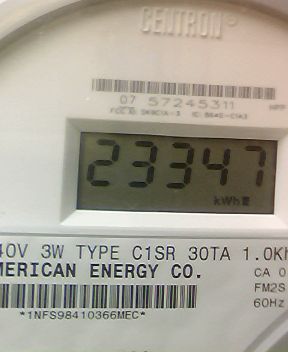 CENTRON®
07 57245311
23347
kWh
40V 3W TYPE C1SR 30TA 1.0Kh
MERICAN ENERGY CO.
CA 0
FM2S
60Hz
*1NFS98410366MEC*